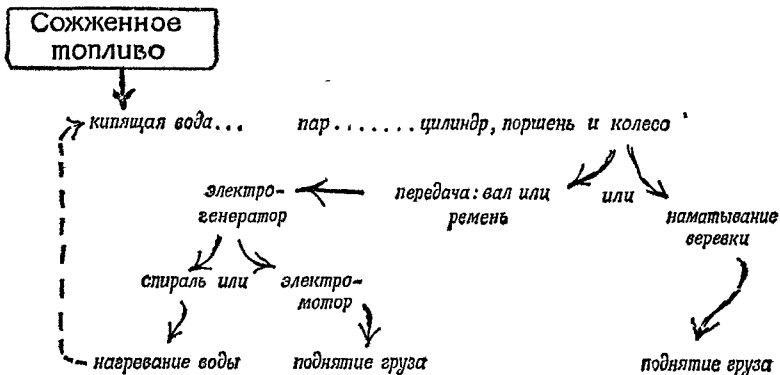 Сожженное
топливо
кипящая вода... пар....... цилиндр, поршень и колесо
электро-
генератор
передача: вал или
ремень
или
наматывание
веревки
спираль или
электро-
мотор
нагревание воды поднятие груза поднятие груза